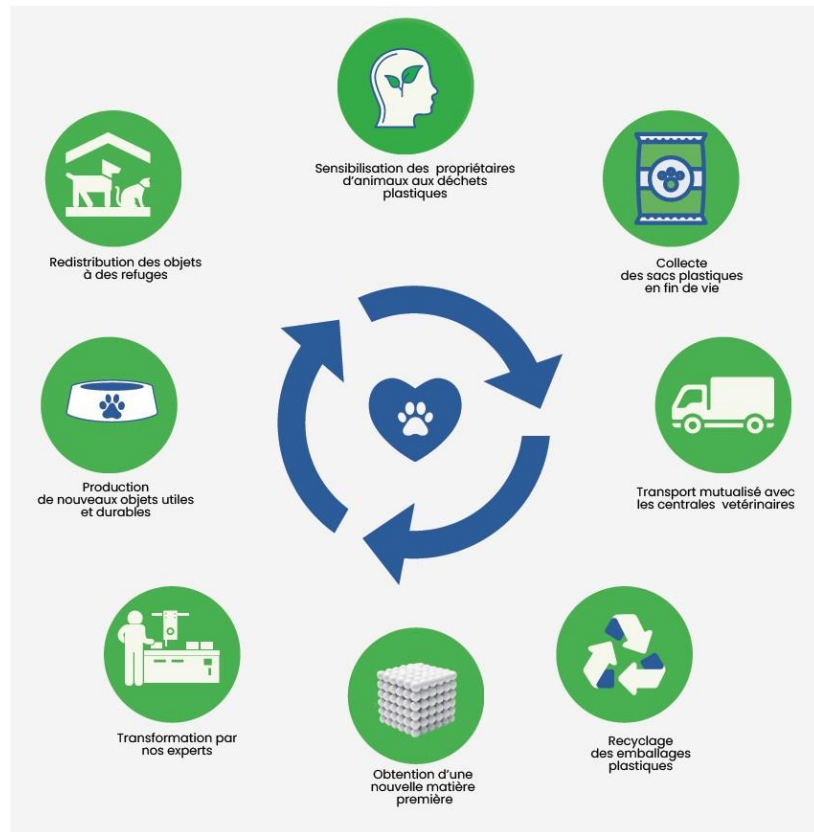 Sensibilisation des propriétaires
d'animaux aux déchets
plastiques
Collecte
des sacs plastiques
en fin de vie
Transport mutualisé avec
les centrales vetérinaires
Recyclage
des emballages
plastiques
Obtention d'une
nouvelle matière
première
Transformation par
nos experts
Production
de nouveaux objets utiles
et durables
Redistribution des objets
à des refuges